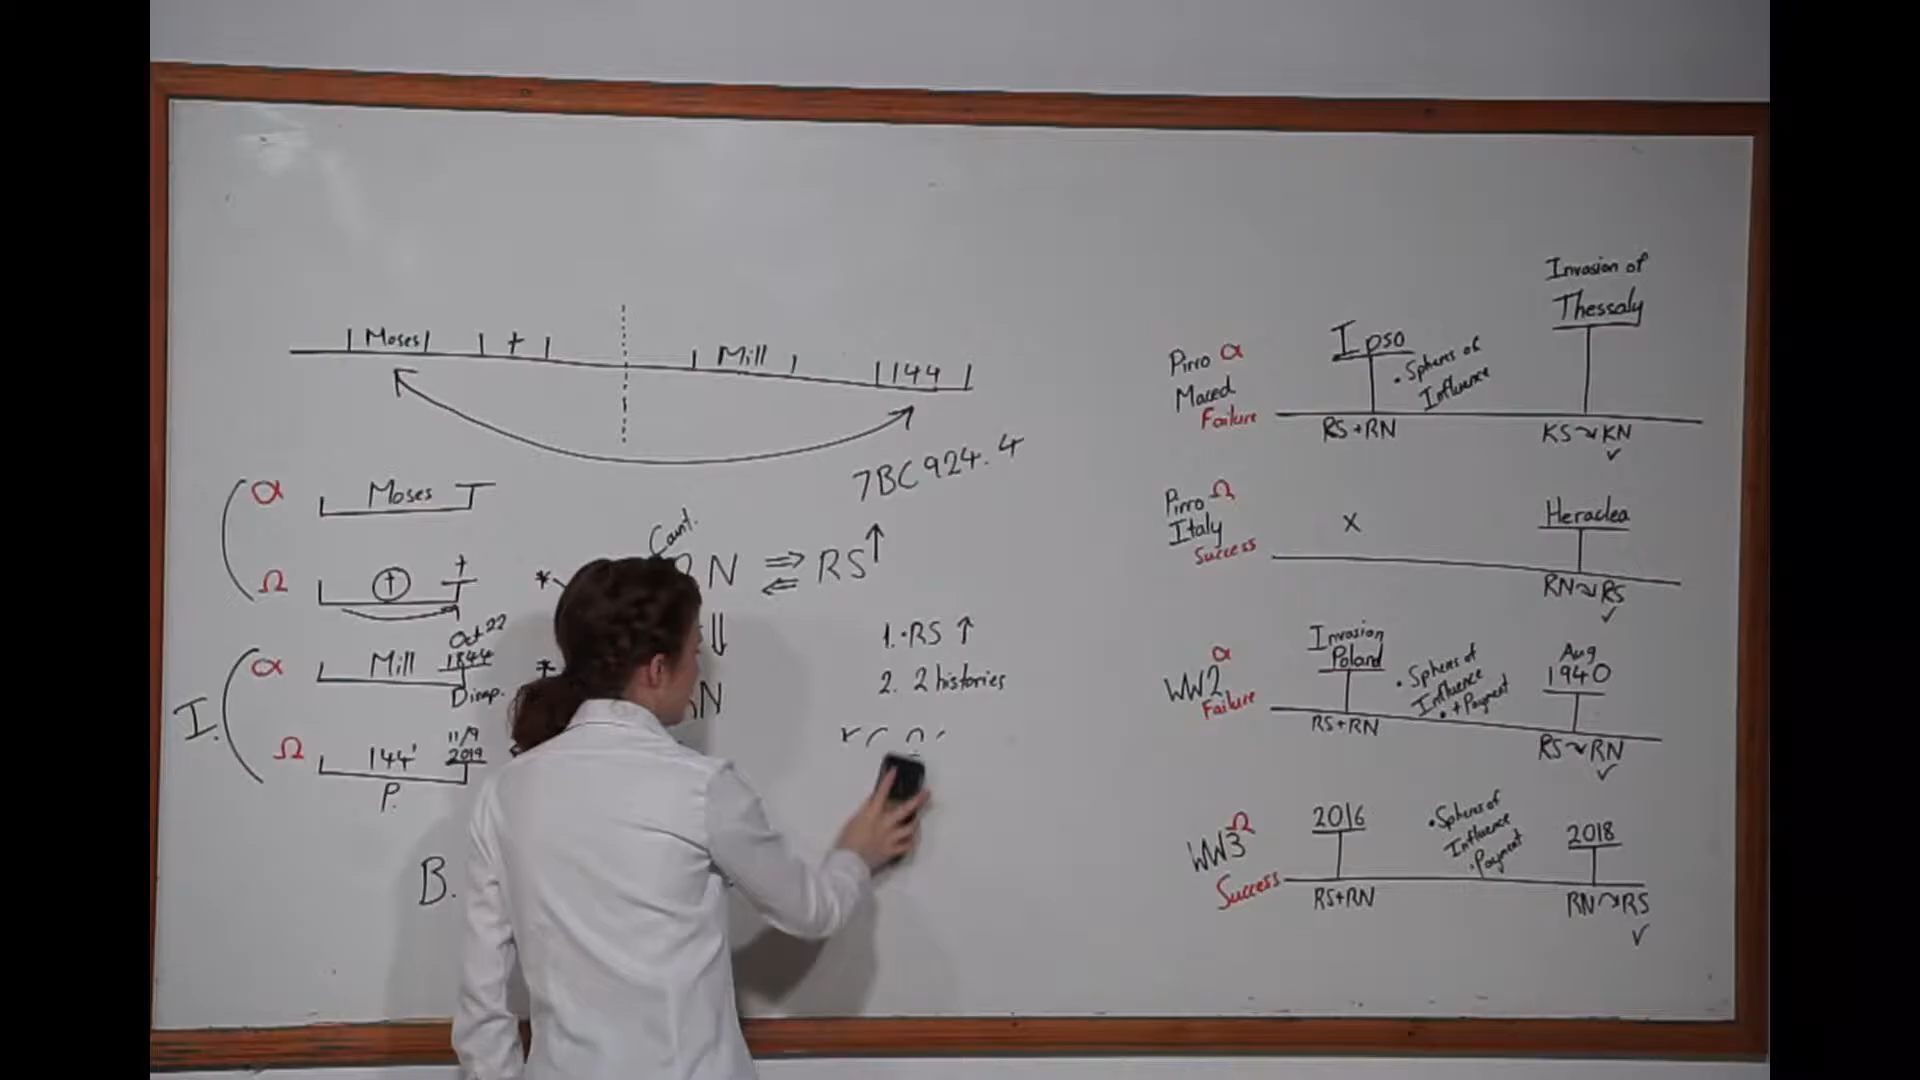 Moses + Mill 144
7BC924.4
α Moses
Ω +
+
I.
α Mill Oct 22 1844
Disap.
Ω 144' 11/9 2019
P.
B.
Count.
RN ⇌ RS↑
⇓
N
1. • RS ↑
2. 2 histories
Pirro α
Maced
Failure
Ipso
• Spheres of
Influence
RS+RN
Invasion of
Thessaly
KS↝KN
✓
Pirro Ω
Italy
Success
X
Heraclea
RN↝RS
✓
WW2 α
Failure
Invasion
Poland
• Spheres of
Influence
• + Payment
RS+RN
Aug
1940
RS↝RN
✓
WW3 Ω
Success
2016
• Spheres of
Influence
• Payment
RS+RN
2018
RN↝RS
✓